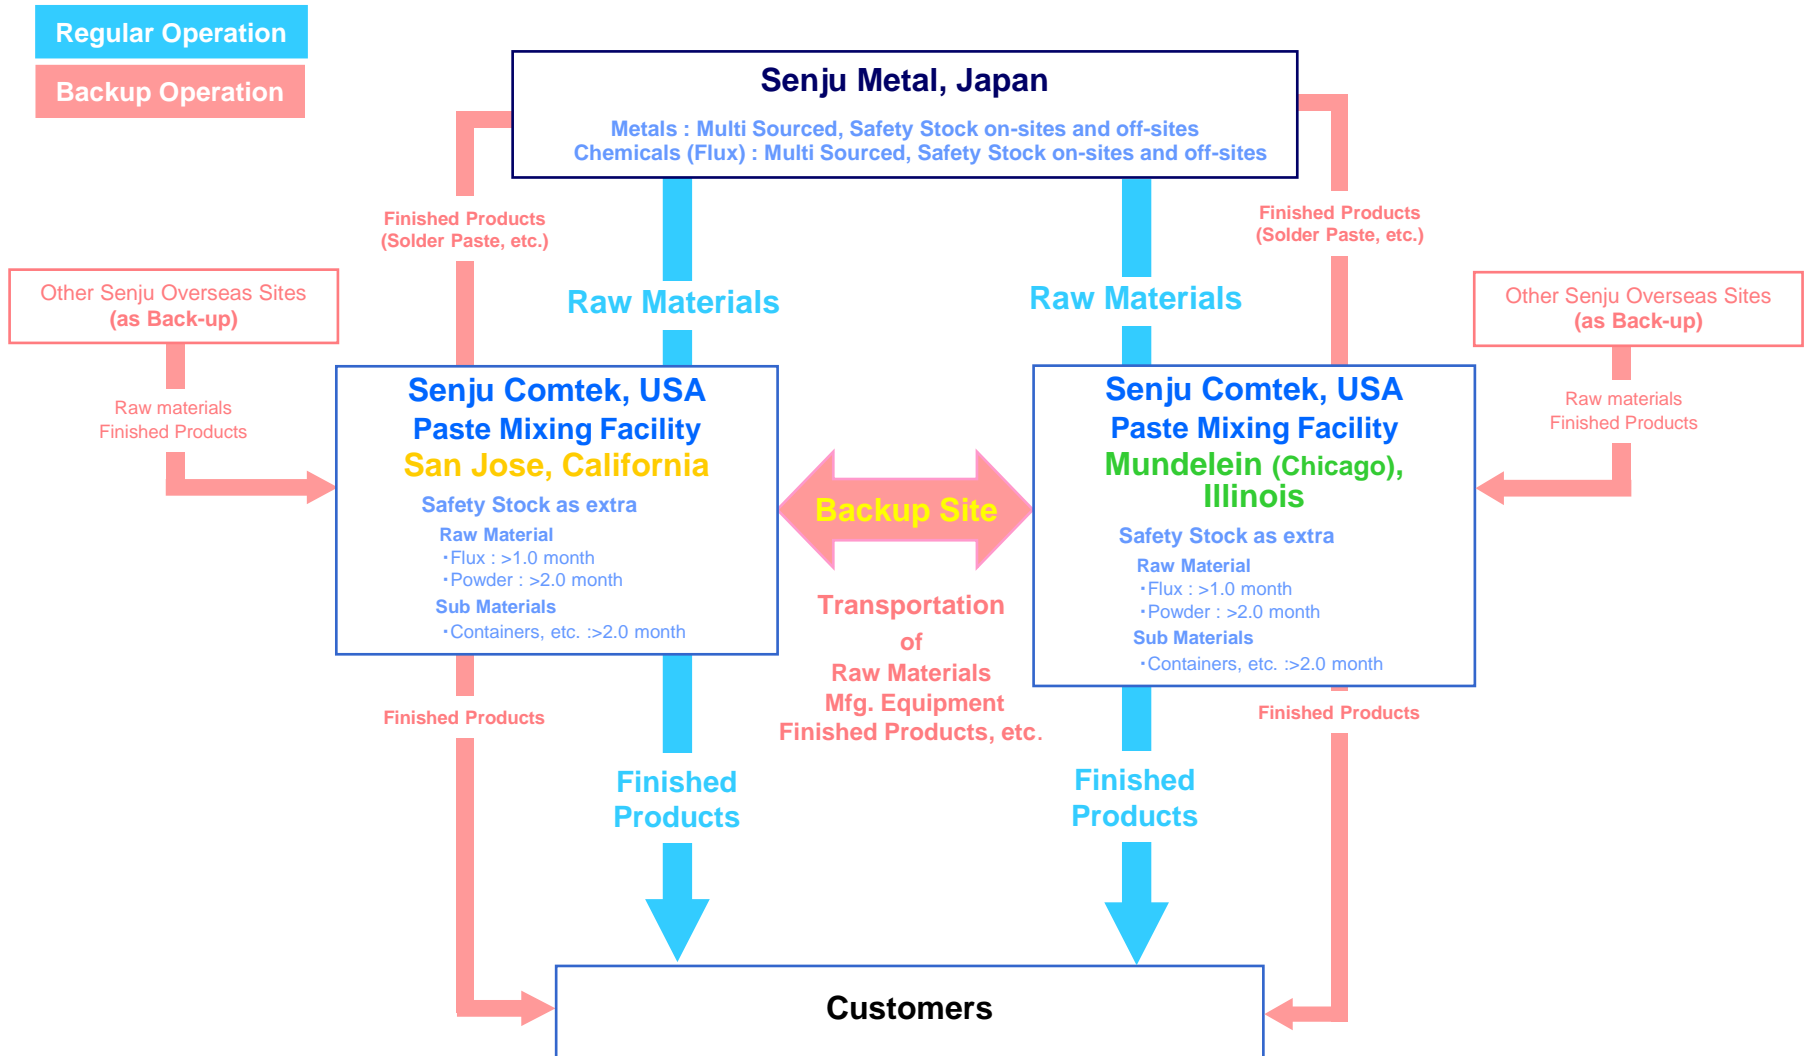 Regular Operation
Backup Operation
Senju Metal, Japan
Metals : Multi Sourced, Safety Stock on-sites and off-sites
Chemicals (Flux) : Multi Sourced, Safety Stock on-sites and off-sites
Finished Products
(Solder Paste, etc.)
Finished Products
(Solder Paste, etc.)
Raw Materials
Raw Materials
Other Senju Overseas Sites
(as Back-up)
Other Senju Overseas Sites
(as Back-up)
Raw materials
Finished Products
Raw materials
Finished Products
Senju Comtek, USA
Paste Mixing Facility
San Jose, California
Safety Stock as extra
Raw Material
・Flux : >1.0 month
・Powder : >2.0 month
Sub Materials
・Containers, etc. :>2.0 month
Backup Site
Transportation
of
Raw Materials
Mfg. Equipment
Finished Products, etc.
Senju Comtek, USA
Paste Mixing Facility
Mundelein (Chicago),
Illinois
Safety Stock as extra
Raw Material
・Flux : >1.0 month
・Powder : >2.0 month
Sub Materials
・Containers, etc. :>2.0 month
Finished Products
Finished Products
Finished
Products
Finished
Products
Customers